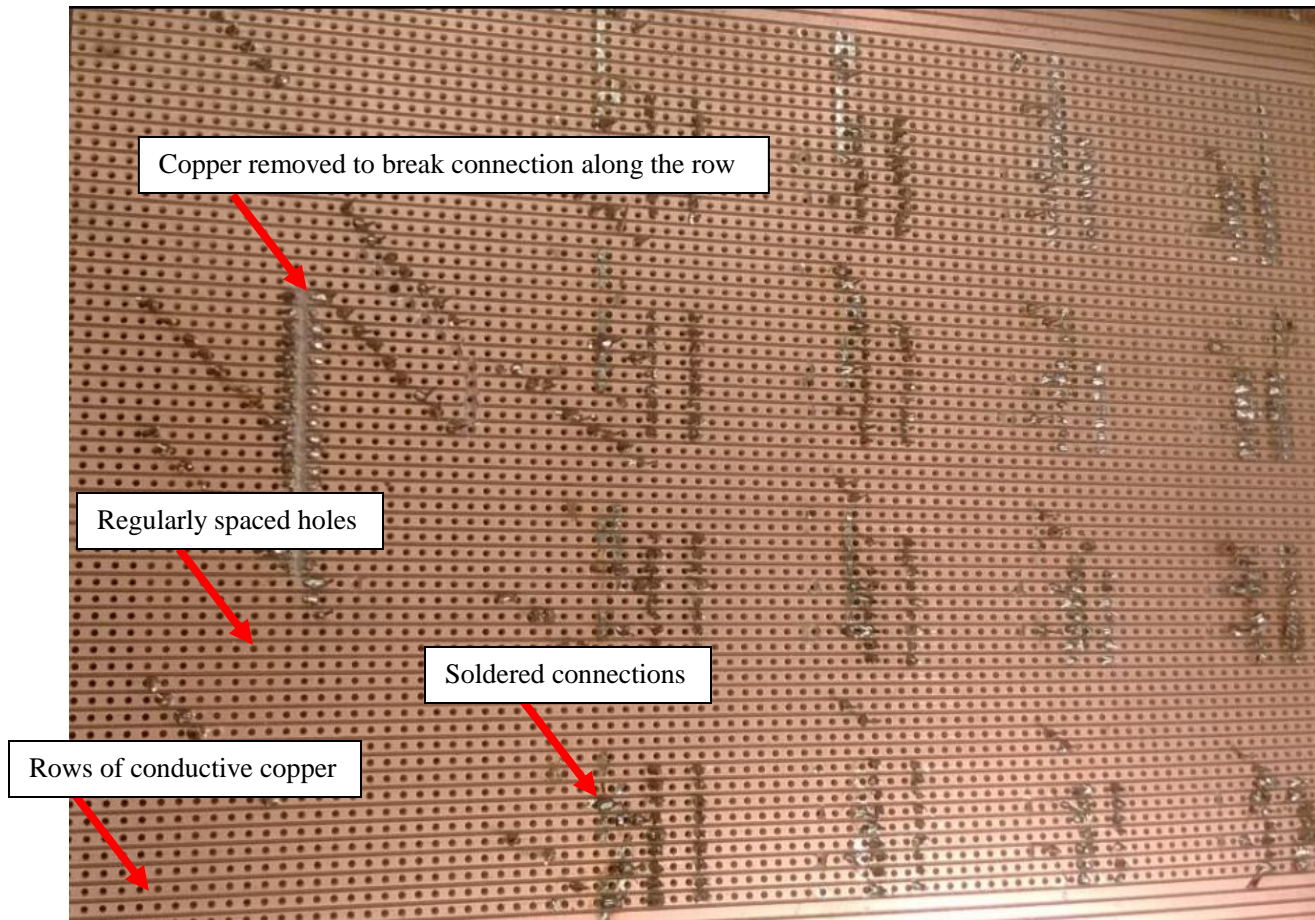 Copper removed to break connection along the row
Regularly spaced holes
Soldered connections
Rows of conductive copper